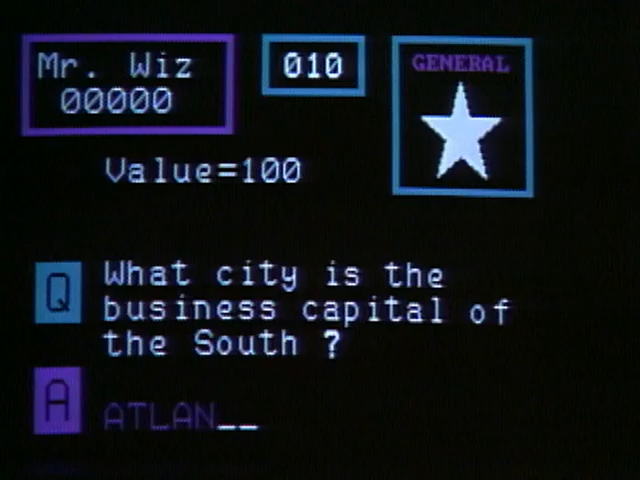 Mr. Wiz
00000
010
GENERAL
Value=100
Q
What city is the
business capital of
the South ?
A
ATLAN__